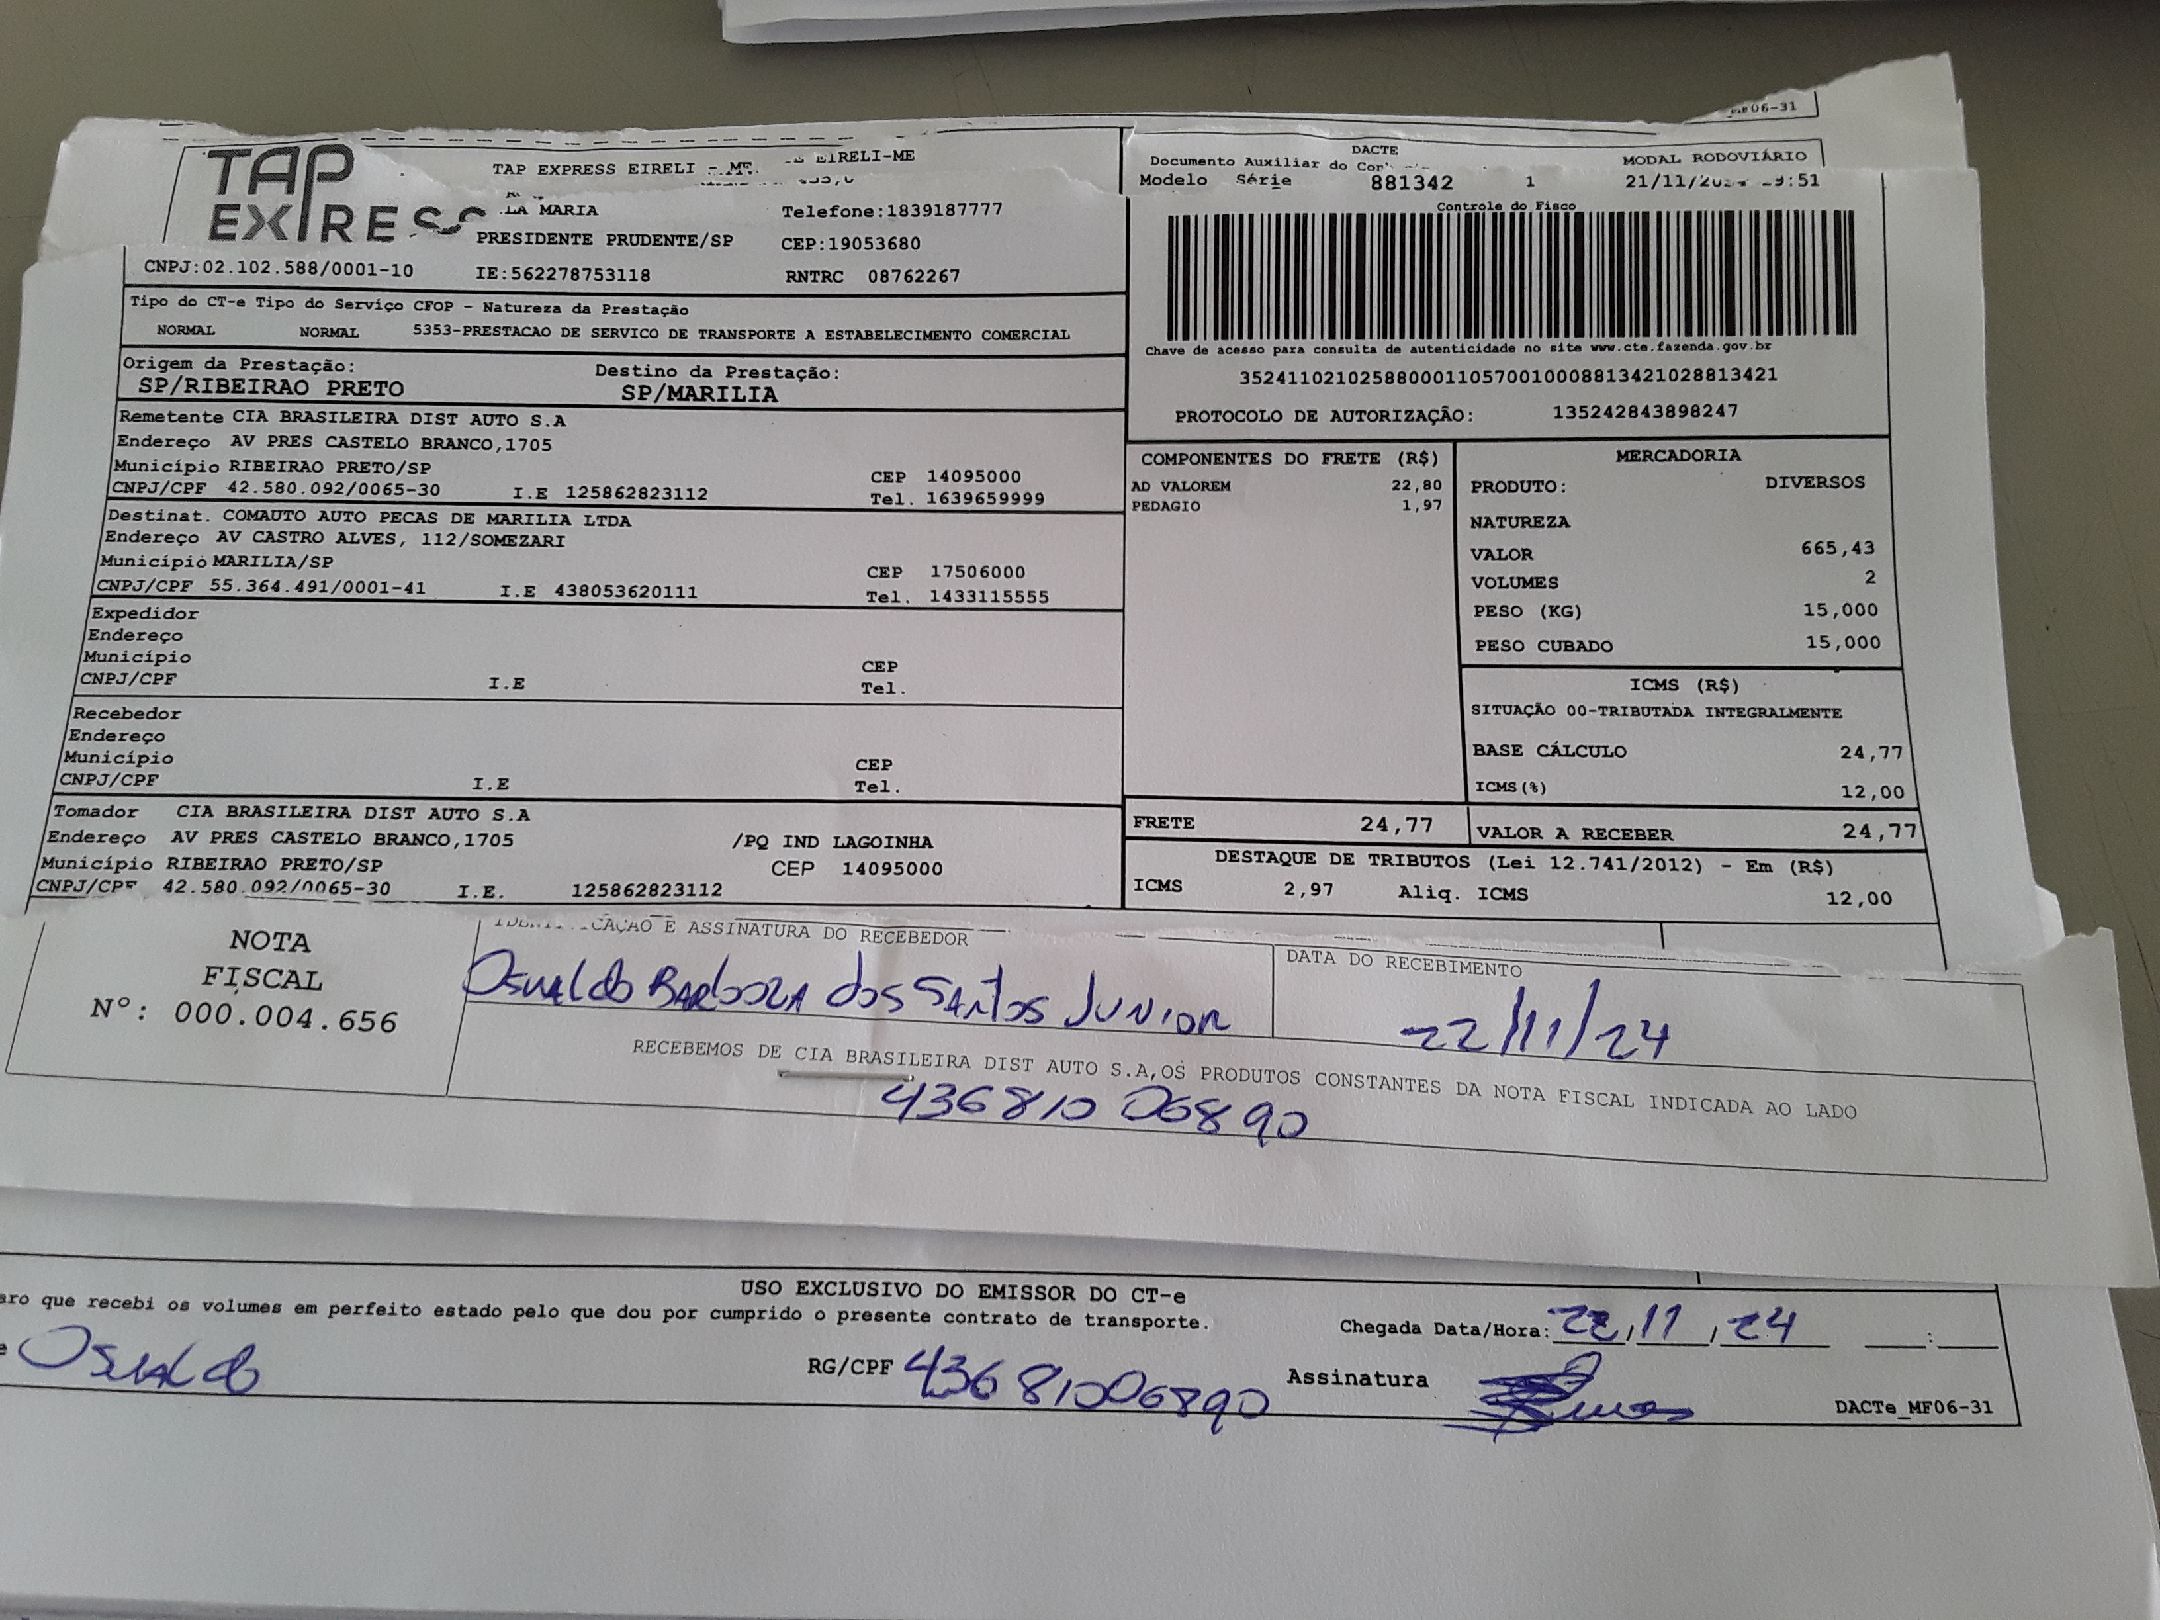 MF06-31
TAP EXPRESS
TAP EXPRESS EIRELI - ME
EIRELI-ME
LA MARIA Telefone:1839187777
PRESIDENTE PRUDENTE/SP CEP:19053680
CNPJ:02.102.588/0001-10 IE:562278753118 RNTRC 08762267
DACTE
Documento Auxiliar do MODAL RODOVIÁRIO
Modelo Série 881342 1 21/11/
Controle do Fisco
Chave de acesso para consulta de autenticidade no site www.cte.fazenda.gov.br
35241102102588000110570010008813421028813421
PROTOCOLO DE AUTORIZAÇÃO: 135242843898247
Tipo do CT-e Tipo do Serviço CFOP - Natureza da Prestação
NORMAL NORMAL 5353-PRESTACAO DE SERVICO DE TRANSPORTE A ESTABELECIMENTO COMERCIAL
Origem da Prestação: Destino da Prestação:
SP/RIBEIRAO PRETO SP/MARILIA
Remetente CIA BRASILEIRA DIST AUTO S.A
Endereço AV PRES CASTELO BRANCO,1705
Município RIBEIRAO PRETO/SP CEP 14095000
CNPJ/CPF 42.580.092/0065-30 I.E 125862823112 Tel. 1639659999
Destinat. COMAUTO AUTO PECAS DE MARILIA LTDA
Endereço AV CASTRO ALVES, 112/SOMEZARI
Município MARILIA/SP CEP 17506000
CNPJ/CPF 55.364.491/0001-41 I.E 438053620111 Tel. 1433115555
Expedidor
Endereço
Município CEP
CNPJ/CPF I.E Tel.
Recebedor
Endereço
Município CEP
CNPJ/CPF I.E Tel.
Tomador CIA BRASILEIRA DIST AUTO S.A
Endereço AV PRES CASTELO BRANCO,1705 /PQ IND LAGOINHA
Município RIBEIRAO PRETO/SP CEP 14095000
CNPJ/CPF 42.580.092/0065-30 I.E. 125862823112
COMPONENTES DO FRETE (R$)
AD VALOREM 22,80
PEDAGIO 1,97
MERCADORIA
PRODUTO: DIVERSOS
NATUREZA
VALOR 665,43
VOLUMES 2
PESO (KG) 15,000
PESO CUBADO 15,000
ICMS (R$)
SITUAÇÃO 00-TRIBUTADA INTEGRALMENTE
BASE CÁLCULO 24,77
ICMS(%) 12,00
FRETE 24,77 VALOR A RECEBER 24,77
DESTAQUE DE TRIBUTOS (Lei 12.741/2012) - Em (R$)
ICMS 2,97 Aliq. ICMS 12,00
NOTA
FISCAL
Nº: 000.004.656
E ASSINATURA DO RECEBEDOR
Osvaldo Barboza dos Santos Junior
DATA DO RECEBIMENTO
22/11/24
RECEBEMOS DE CIA BRASILEIRA DIST AUTO S.A,OS PRODUTOS CONSTANTES DA NOTA FISCAL INDICADA AO LADO
43681006890
USO EXCLUSIVO DO EMISSOR DO CT-e
aro que recebi os volumes em perfeito estado pelo que dou por cumprido o presente contrato de transporte.
Chegada Data/Hora: 22/11/24 :
e Osvaldo RG/CPF 43681006890 Assinatura
DACTe_MF06-31